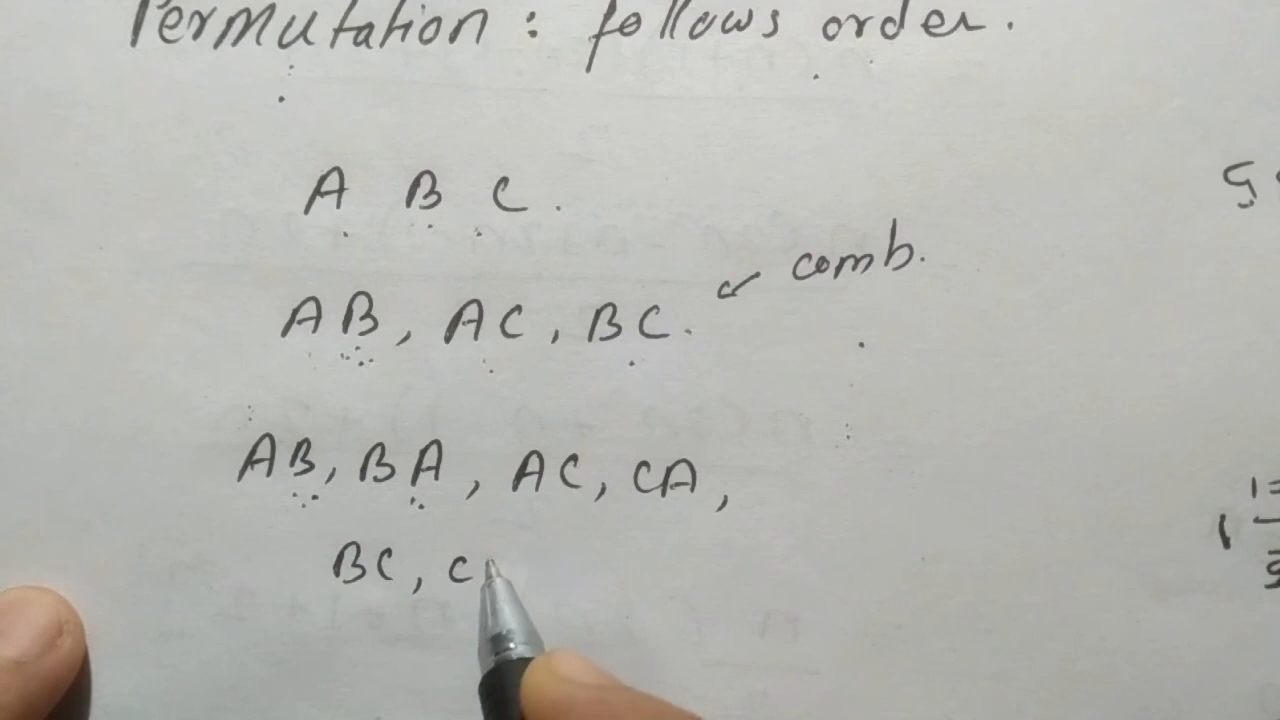 Permutation : follows order.
A B C.
comb.
AB, AC, BC.
AB, BA, AC, CA,
BC, C